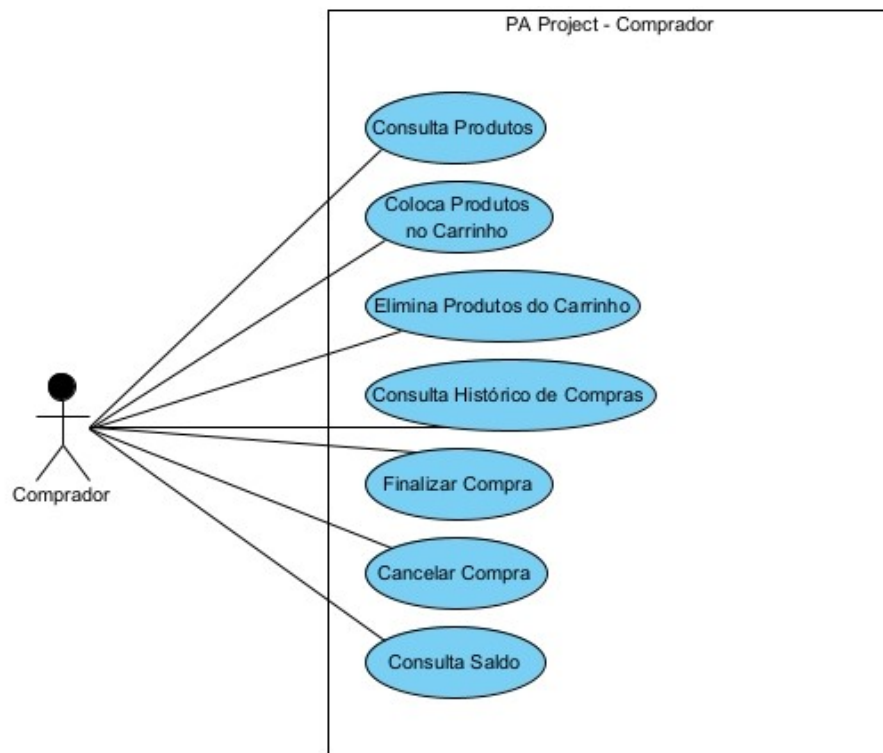 PA Project - Comprador
Consulta Produtos
Coloca Produtos
no Carrinho
Elimina Produtos do Carrinho
Consulta Histórico de Compras
Finalizar Compra
Comprador
Cancelar Compra
Consulta Saldo